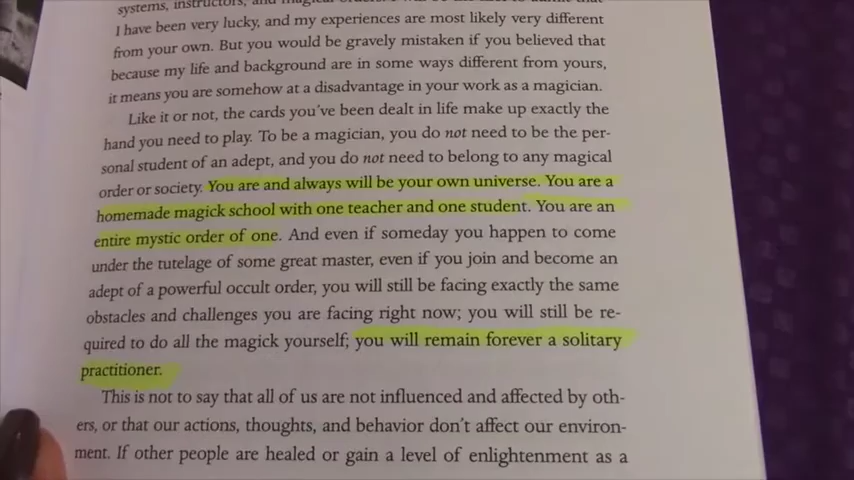 systems, instructors, and magical orders. I will be the first to admit that
I have been very lucky, and my experiences are most likely very different
from your own. But you would be gravely mistaken if you believed that
because my life and background are in some ways different from yours,
it means you are somehow at a disadvantage in your work as a magician.
Like it or not, the cards you've been dealt in life make up exactly the
hand you need to play. To be a magician, you do not need to be the per-
sonal student of an adept, and you do not need to belong to any magical
order or society. You are and always will be your own universe. You are a
homemade magick school with one teacher and one student. You are an
entire mystic order of one. And even if someday you happen to come
under the tutelage of some great master, even if you join and become an
adept of a powerful occult order, you will still be facing exactly the same
obstacles and challenges you are facing right now; you will still be re-
quired to do all the magick yourself; you will remain forever a solitary
practitioner.
This is not to say that all of us are not influenced and affected by oth-
ers, or that our actions, thoughts, and behavior don't affect our environ-
ment. If other people are healed or gain a level of enlightenment as a